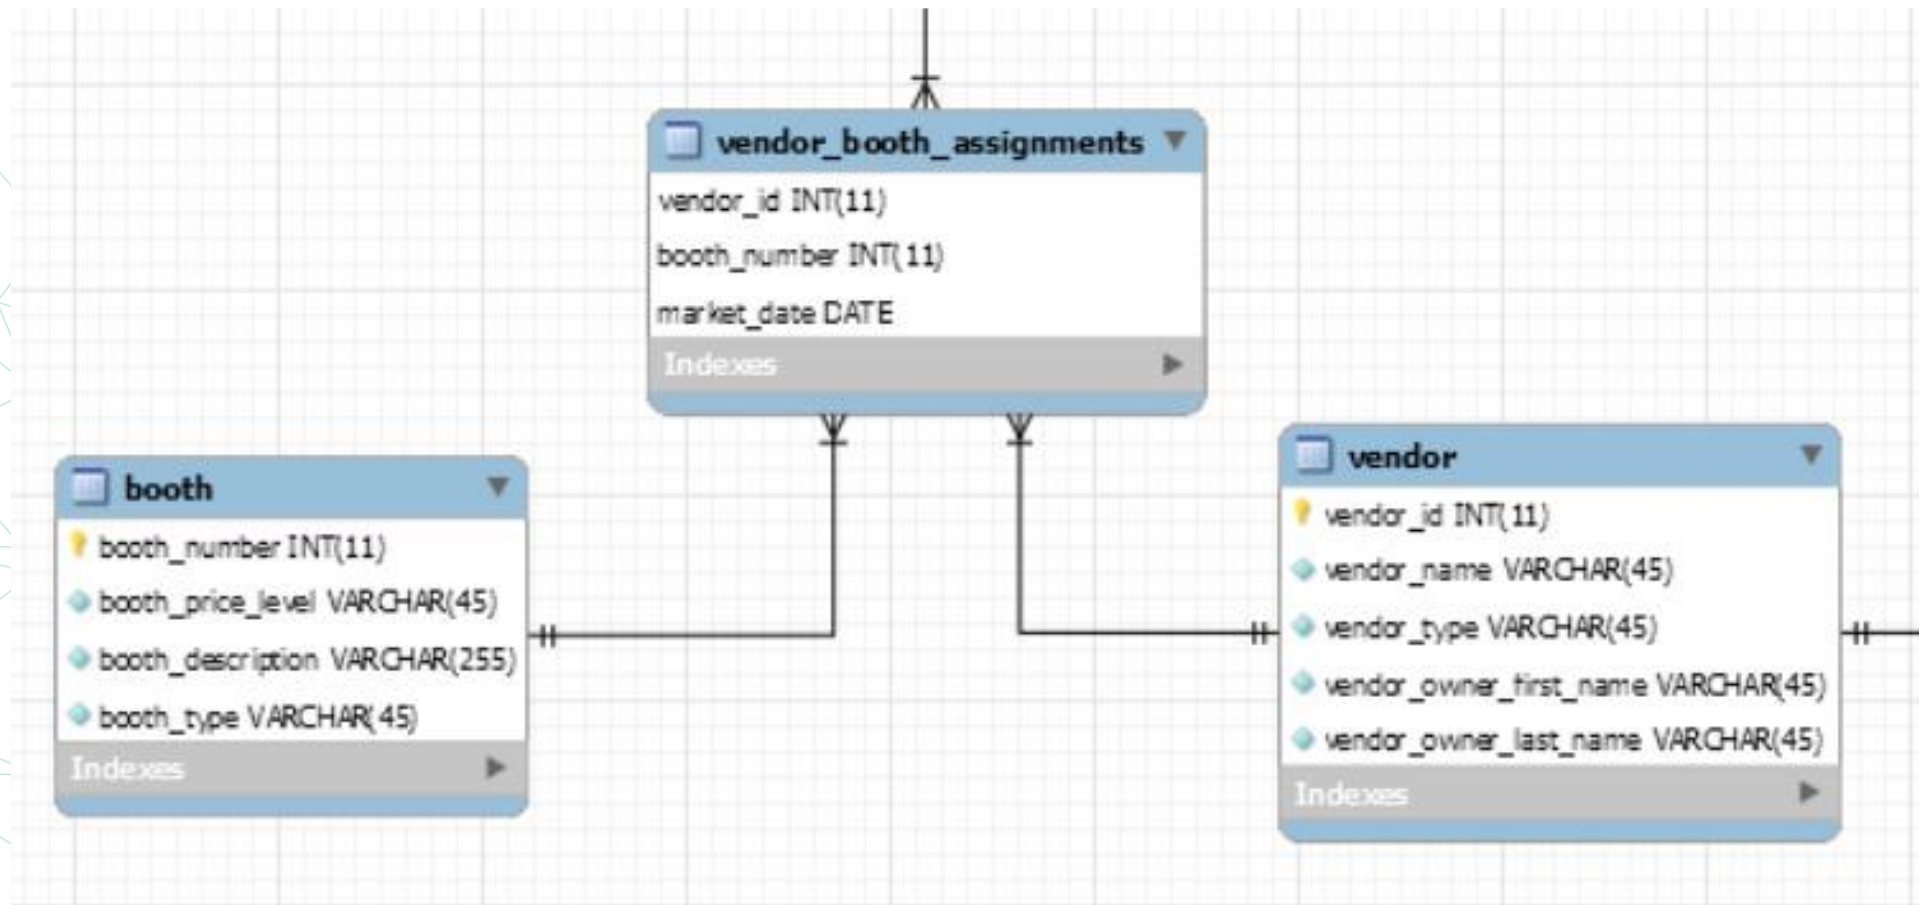 vendor_booth_assignments
vendor_id INT(11)
booth_number INT(11)
market_date DATE
Indexes
booth
booth_number INT(11)
booth_price_level VARCHAR(45)
booth_description VARCHAR(255)
booth_type VARCHAR(45)
Indexes
vendor
vendor_id INT(11)
vendor_name VARCHAR(45)
vendor_type VARCHAR(45)
vendor_owner_first_name VARCHAR(45)
vendor_owner_last_name VARCHAR(45)
Indexes